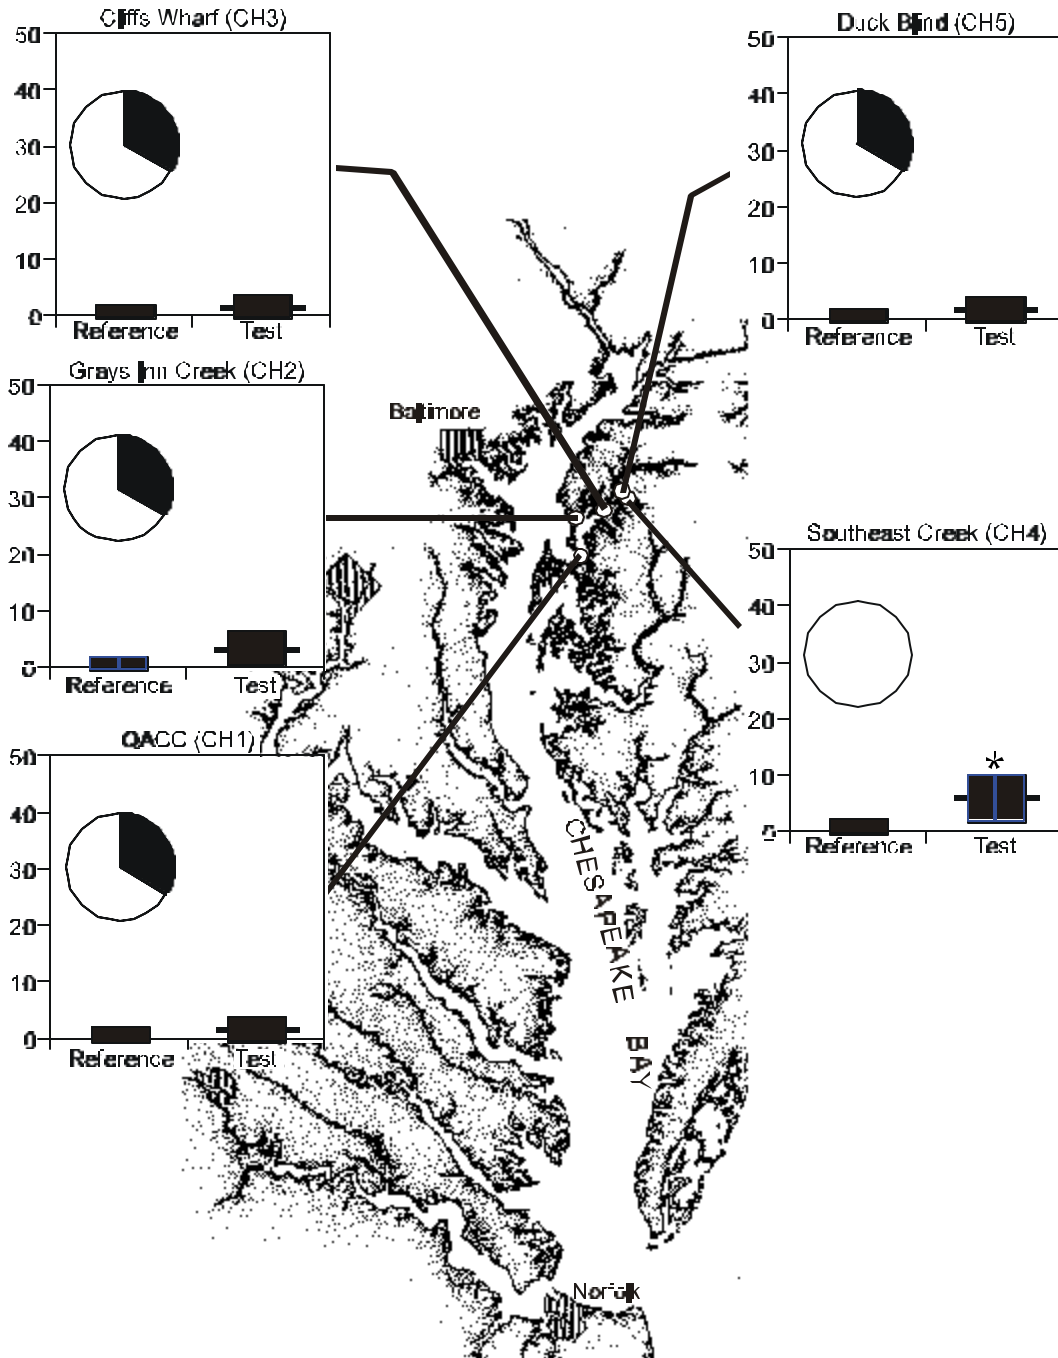 Cliffs Wharf (CH3)
50
40
30
20
10
0
Reference Test
Duck Blind (CH5)
50
40
30
20
10
0
Reference Test
Grays Inn Creek (CH2)
50
40
30
20
10
0
Reference Test
Baltimore
Southeast Creek (CH4)
50
40
30
20
10
0
*
Reference Test
QACC (CH1)
50
40
30
20
10
0
Reference Test
CHESAPEAKE
BAY
Norfolk